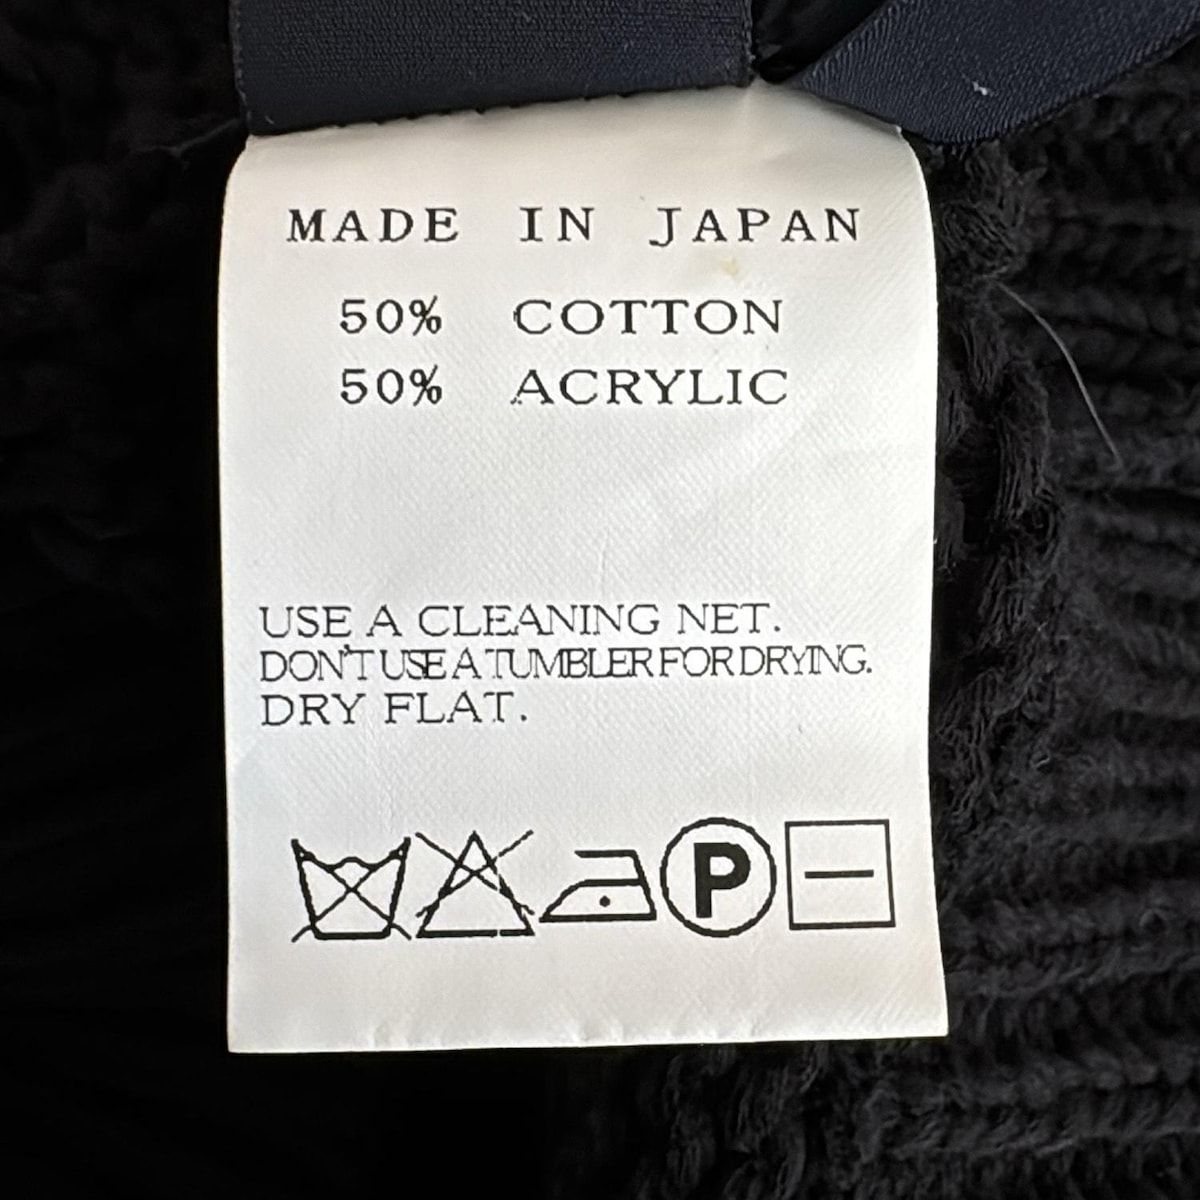 MADE IN JAPAN
50% COTTON
50% ACRYLIC
USE A CLEANING NET.
DON'T USE A TUMBLER FOR DRYING.
DRY FLAT.
P